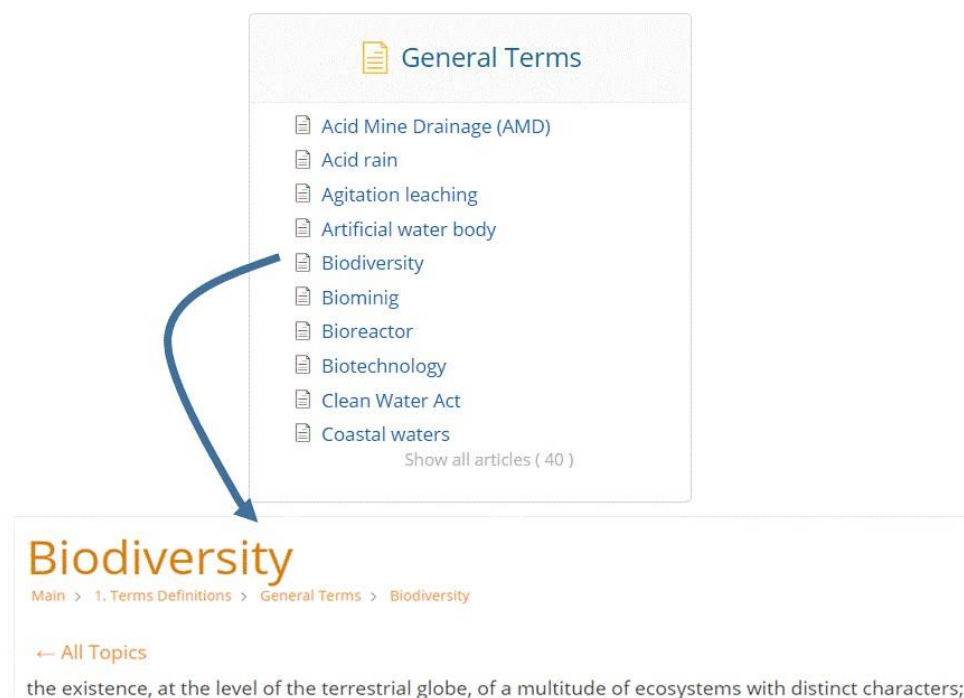 General Terms
Acid Mine Drainage (AMD)
Acid rain
Agitation leaching
Artificial water body
Biodiversity
Biominig
Bioreactor
Biotechnology
Clean Water Act
Coastal waters
Show all articles ( 40 )
Biodiversity
Main > 1. Terms Definitions > General Terms > Biodiversity
← All Topics
the existence, at the level of the terrestrial globe, of a multitude of ecosystems with distinct characters;